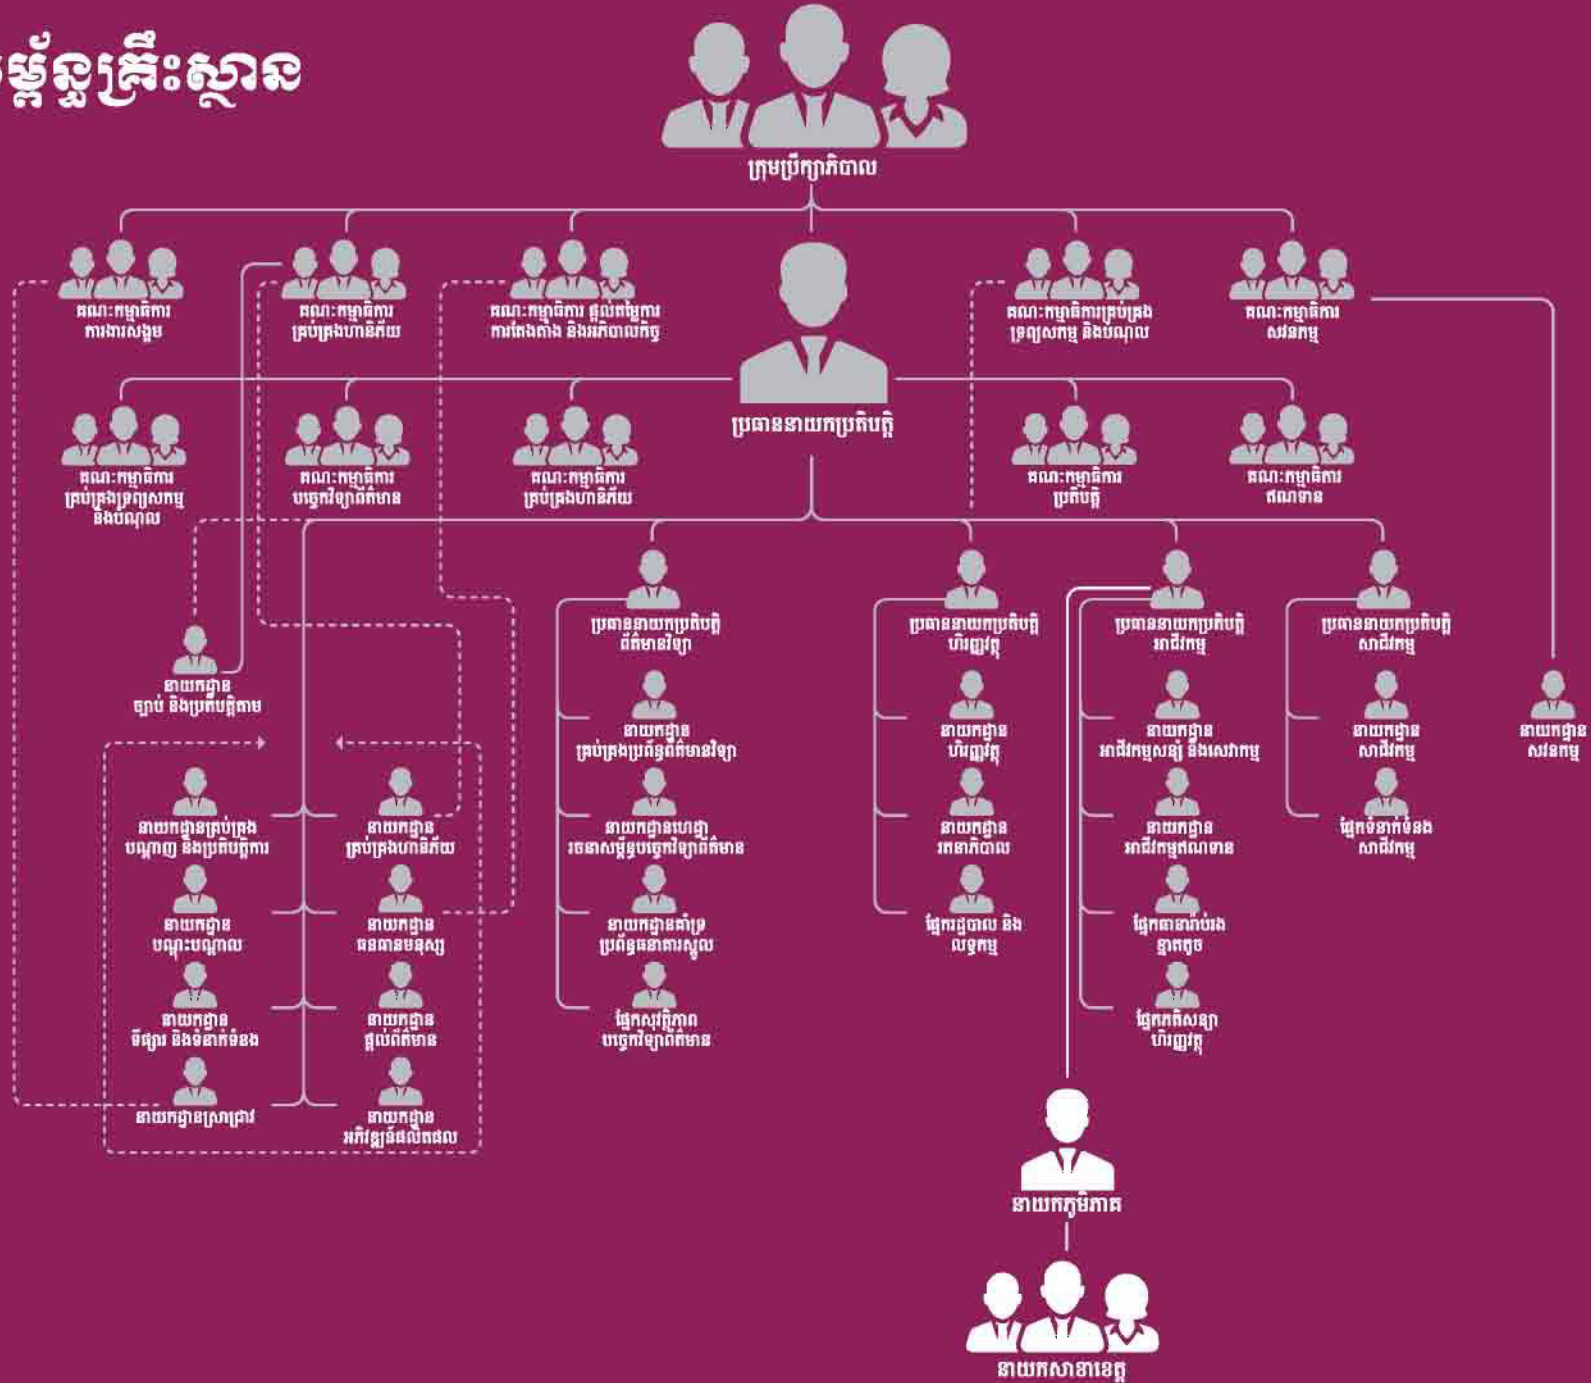 ម្ព័ន្ធគ្រឹះស្ថាន
ក្រុមប្រឹក្សាភិបាល
គណៈកម្មាធិការ
ការងារសង្គម
គណៈកម្មាធិការ
គ្រប់គ្រងហានិភ័យ
គណៈកម្មាធិការ ផ្តល់តម្លៃការ
ការតែងតាំង និងអភិបាលកិច្ច
គណៈកម្មាធិការគ្រប់គ្រង
ទ្រព្យសកម្ម និងបំណុល
គណៈកម្មាធិការ
សវនកម្ម
ប្រធាននាយកប្រតិបត្តិ
គណៈកម្មាធិការ
គ្រប់គ្រងទ្រព្យសកម្ម
និងបំណុល
គណៈកម្មាធិការ
បច្ចេកវិទ្យាព័ត៌មាន
គណៈកម្មាធិការ
គ្រប់គ្រងហានិភ័យ
គណៈកម្មាធិការ
ប្រតិបត្តិ
គណៈកម្មាធិការ
ឥណទាន
នាយកដ្ឋាន
ច្បាប់ និងប្រតិបត្តិតាម
នាយកដ្ឋានគ្រប់គ្រង
បណ្តាញ និងប្រតិបត្តិការ
នាយកដ្ឋាន
បណ្តុះបណ្តាល
នាយកដ្ឋាន
ទីផ្សារ និងទំនាក់ទំនង
នាយកដ្ឋានស្រាវជ្រាវ
នាយកដ្ឋាន
គ្រប់គ្រងហានិភ័យ
នាយកដ្ឋាន
ធនធានមនុស្ស
នាយកដ្ឋាន
ផ្តល់ព័ត៌មាន
នាយកដ្ឋាន
អភិវឌ្ឍន៍ផលិតផល
ប្រធាននាយកប្រតិបត្តិ
ព័ត៌មានវិទ្យា
នាយកដ្ឋាន
គ្រប់គ្រងប្រព័ន្ធព័ត៌មានវិទ្យា
នាយកដ្ឋានហេដ្ឋា
រចនាសម្ព័ន្ធបច្ចេកវិទ្យាព័ត៌មាន
នាយកដ្ឋានគាំទ្រ
ប្រព័ន្ធធនាគារស្នូល
ផ្នែកសុវត្ថិភាព
បច្ចេកវិទ្យាព័ត៌មាន
ប្រធាននាយកប្រតិបត្តិ
ហិរញ្ញវត្ថុ
នាយកដ្ឋាន
ហិរញ្ញវត្ថុ
នាយកដ្ឋាន
រតនាភិបាល
ផ្នែករដ្ឋបាល និង
លទ្ធកម្ម
ប្រធាននាយកប្រតិបត្តិ
អាជីវកម្ម
នាយកដ្ឋាន
អាជីវកម្មសន្សំ និងសេវាកម្ម
នាយកដ្ឋាន
អាជីវកម្មឥណទាន
ផ្នែកធានារ៉ាប់រង
ខ្នាតតូច
ផ្នែកភតិសន្យា
ហិរញ្ញវត្ថុ
ប្រធាននាយកប្រតិបត្តិ
សាជីវកម្ម
នាយកដ្ឋាន
សាជីវកម្ម
ផ្នែកទំនាក់ទំនង
សាជីវកម្ម
នាយកដ្ឋាន
សវនកម្ម
នាយកភូមិភាគ
នាយកសាខាខេត្ត